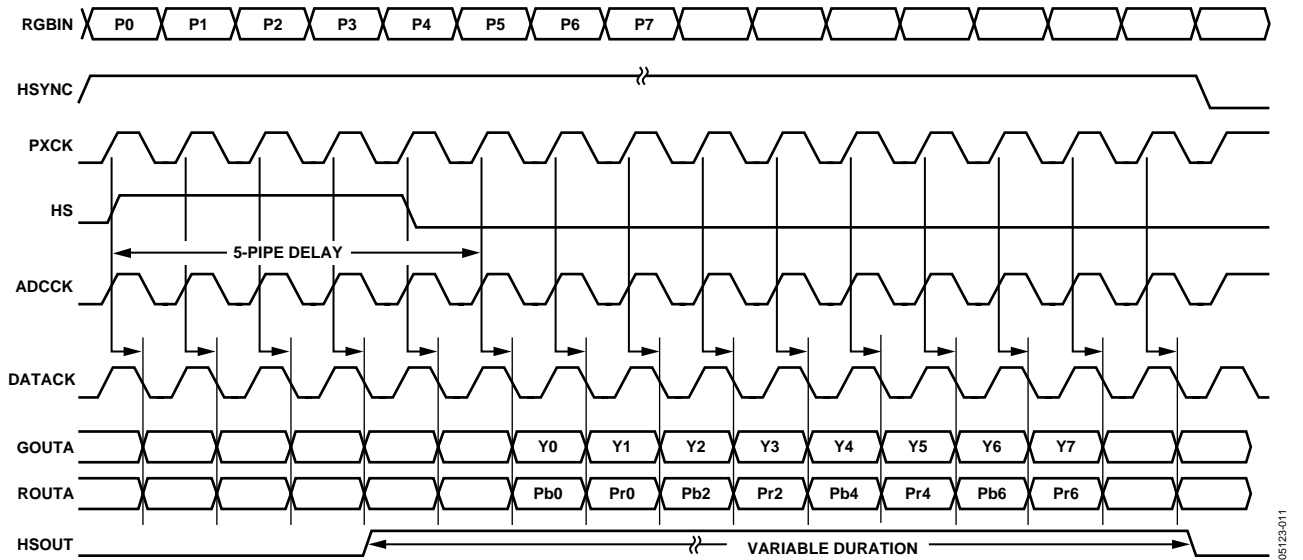 RGBIN P0 P1 P2 P3 P4 P5 P6 P7
HSYNC
PXCK
HS
5-PIPE DELAY
ADCCK
DATACK
GOUTA Y0 Y1 Y2 Y3 Y4 Y5 Y6 Y7
ROUTA Pb0 Pr0 Pb2 Pr2 Pb4 Pr4 Pb6 Pr6
HSOUT VARIABLE DURATION
05123-011